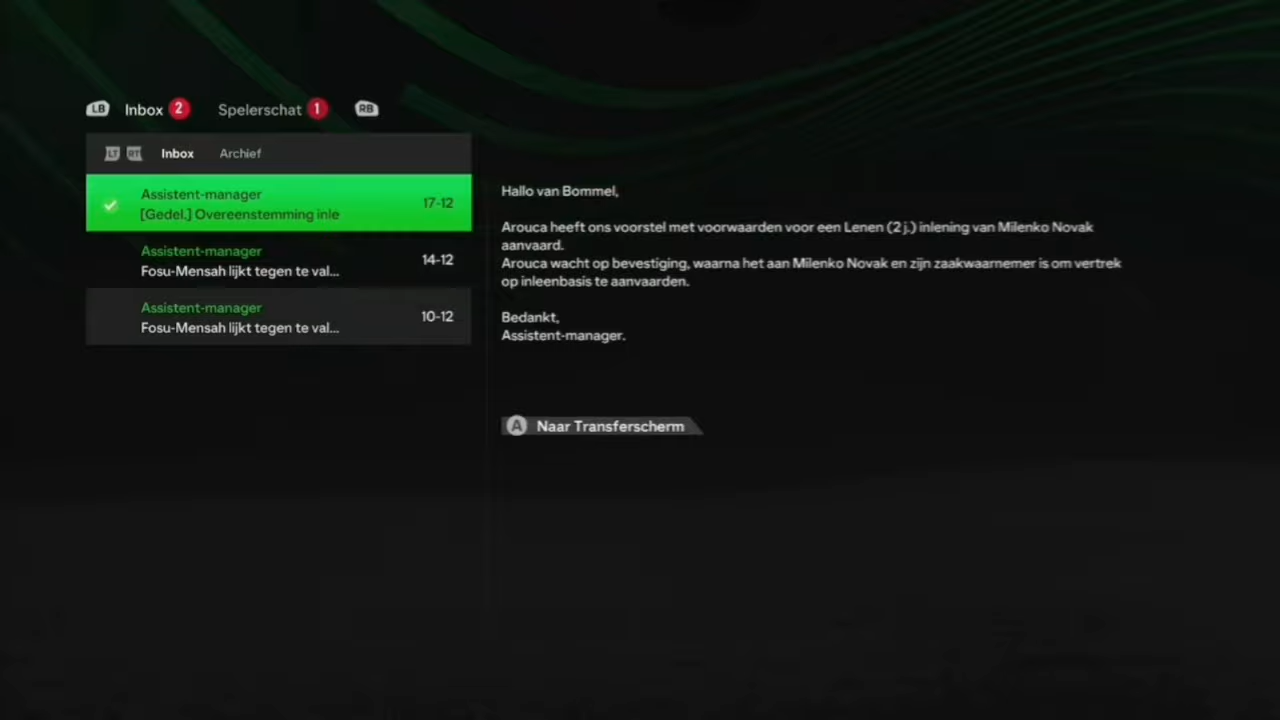 LB Inbox 2 Spelerschat 1 RB
LT RT Inbox Archief
Assistent-manager
[Gedel.] Overeenstemming inle
17-12
Assistent-manager
Fosu-Mensah lijkt tegen te val...
14-12
Assistent-manager
Fosu-Mensah lijkt tegen te val...
10-12
Hallo van Bommel,
Arouca heeft ons voorstel met voorwaarden voor een Lenen (2 j.) inlening van Milenko Novak
aanvaard.
Arouca wacht op bevestiging, waarna het aan Milenko Novak en zijn zaakwaarnemer is om vertrek
op inleenbasis te aanvaarden.
Bedankt,
Assistent-manager.
A Naar Transferscherm